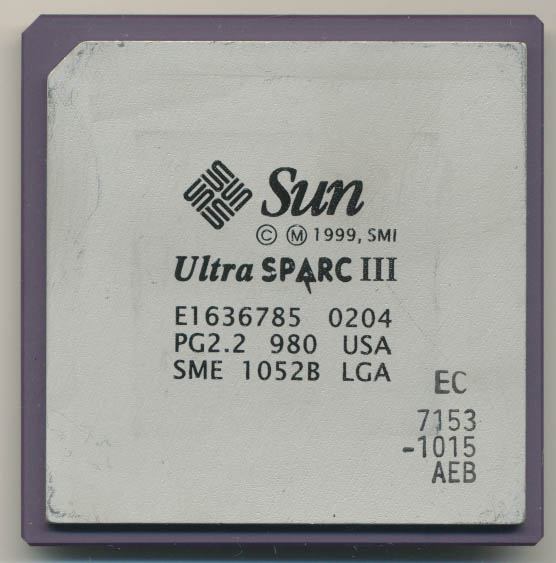 Sun
© Ⓜ 1999, SMI
Ultra SPARC III
E1636785 0204
PG2.2 980 USA
SME 1052B LGA
EC
7153
-1015
AEB